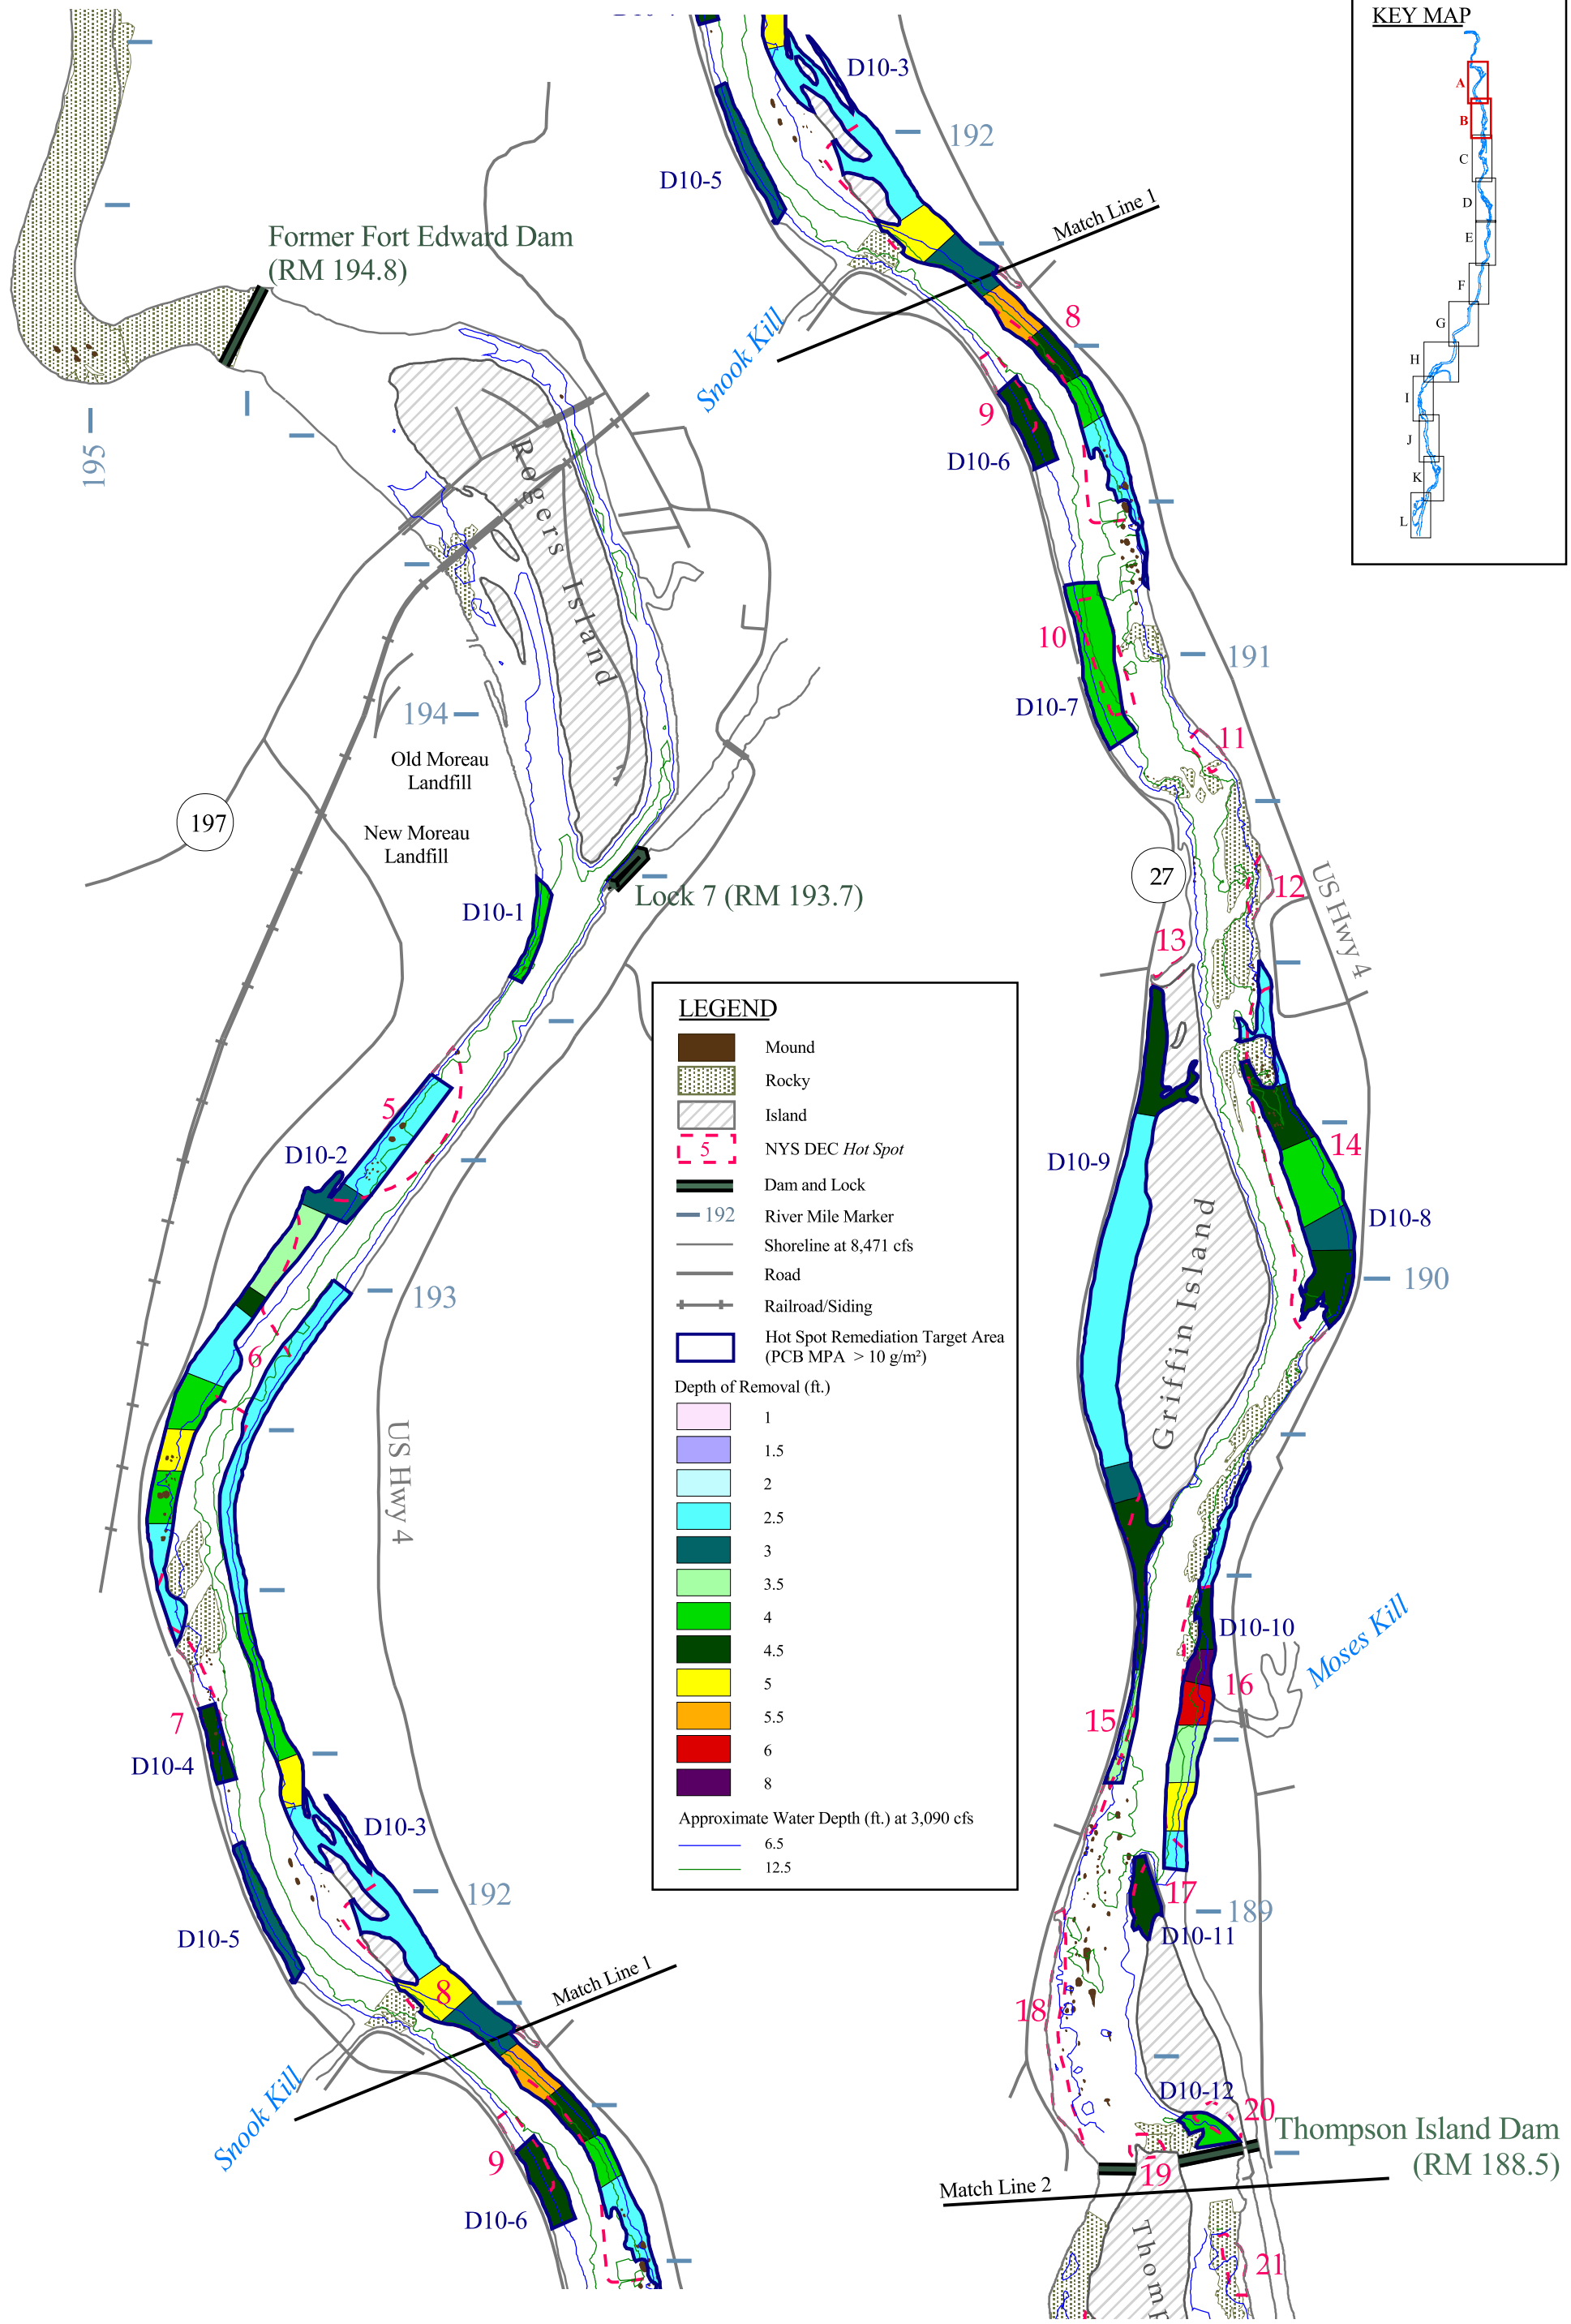 KEY MAP
A
B
C
D
E
F
G
H
I
J
K
L
D10-3
192
D10-5
Match Line 1
Snook Kill
8
9
D10-6
10
191
D10-7
11
27
12
US Hwy 4
13
14
D10-9
D10-8
190
Griffin Island
D10-10
Moses Kill
16
15
17
189
D10-11
18
D10-12
20
Thompson Island Dam
(RM 188.5)
19
Match Line 2
21
Former Fort Edward Dam
(RM 194.8)
195
Rogers Island
194
Old Moreau
Landfill
197
New Moreau
Landfill
Lock 7 (RM 193.7)
D10-1
5
D10-2
193
6
US Hwy 4
7
D10-4
D10-3
192
D10-5
8
Match Line 1
Snook Kill
9
D10-6
LEGEND
Mound
Rocky
Island
5 NYS DEC Hot Spot
Dam and Lock
192 River Mile Marker
Shoreline at 8,471 cfs
Road
Railroad/Siding
Hot Spot Remediation Target Area
(PCB MPA > 10 g/m²)
Depth of Removal (ft.)
1
1.5
2
2.5
3
3.5
4
4.5
5
5.5
6
8
Approximate Water Depth (ft.) at 3,090 cfs
6.5
12.5